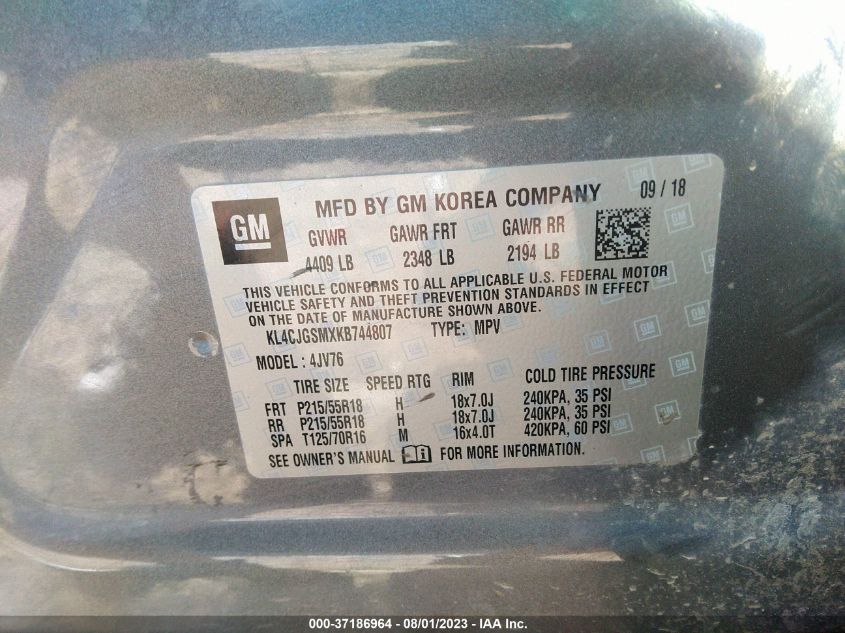 GM
MFD BY GM KOREA COMPANY 09 / 18
GVWR GAWR FRT GAWR RR
4409 LB 2348 LB 2194 LB
THIS VEHICLE CONFORMS TO ALL APPLICABLE U.S. FEDERAL MOTOR
VEHICLE SAFETY AND THEFT PREVENTION STANDARDS IN EFFECT
ON THE DATE OF MANUFACTURE SHOWN ABOVE.
KL4CJGSMXKB744807 TYPE: MPV
MODEL: 4JV76
TIRE SIZE SPEED RTG RIM COLD TIRE PRESSURE
FRT P215/55R18 H 18x7.0J 240KPA, 35 PSI
RR P215/55R18 H 18x7.0J 240KPA, 35 PSI
SPA T125/70R16 M 16x4.0T 420KPA, 60 PSI
SEE OWNER'S MANUAL FOR MORE INFORMATION.
000-37186964 - 08/01/2023 - IAA Inc.